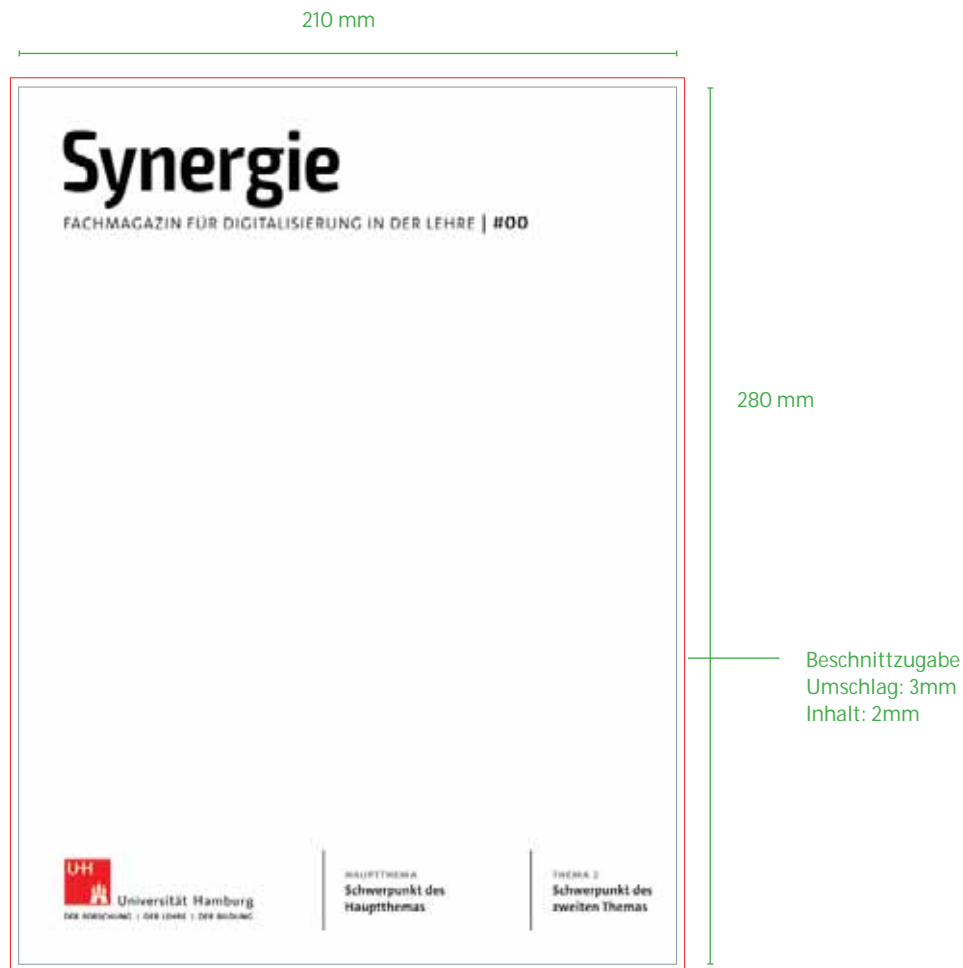 210 mm
Synergie
FACHMAGAZIN FÜR DIGITALISIERUNG IN DER LEHRE | #00
280 mm
Beschnittzugabe
Umschlag: 3mm
Inhalt: 2mm
UH
Universität Hamburg
DER FORSCHUNG | DER LEHRE | DER BILDUNG
HAUPTTHEMA
Schwerpunkt des
Hauptthemas
THEMA 2
Schwerpunkt des
zweiten Themas